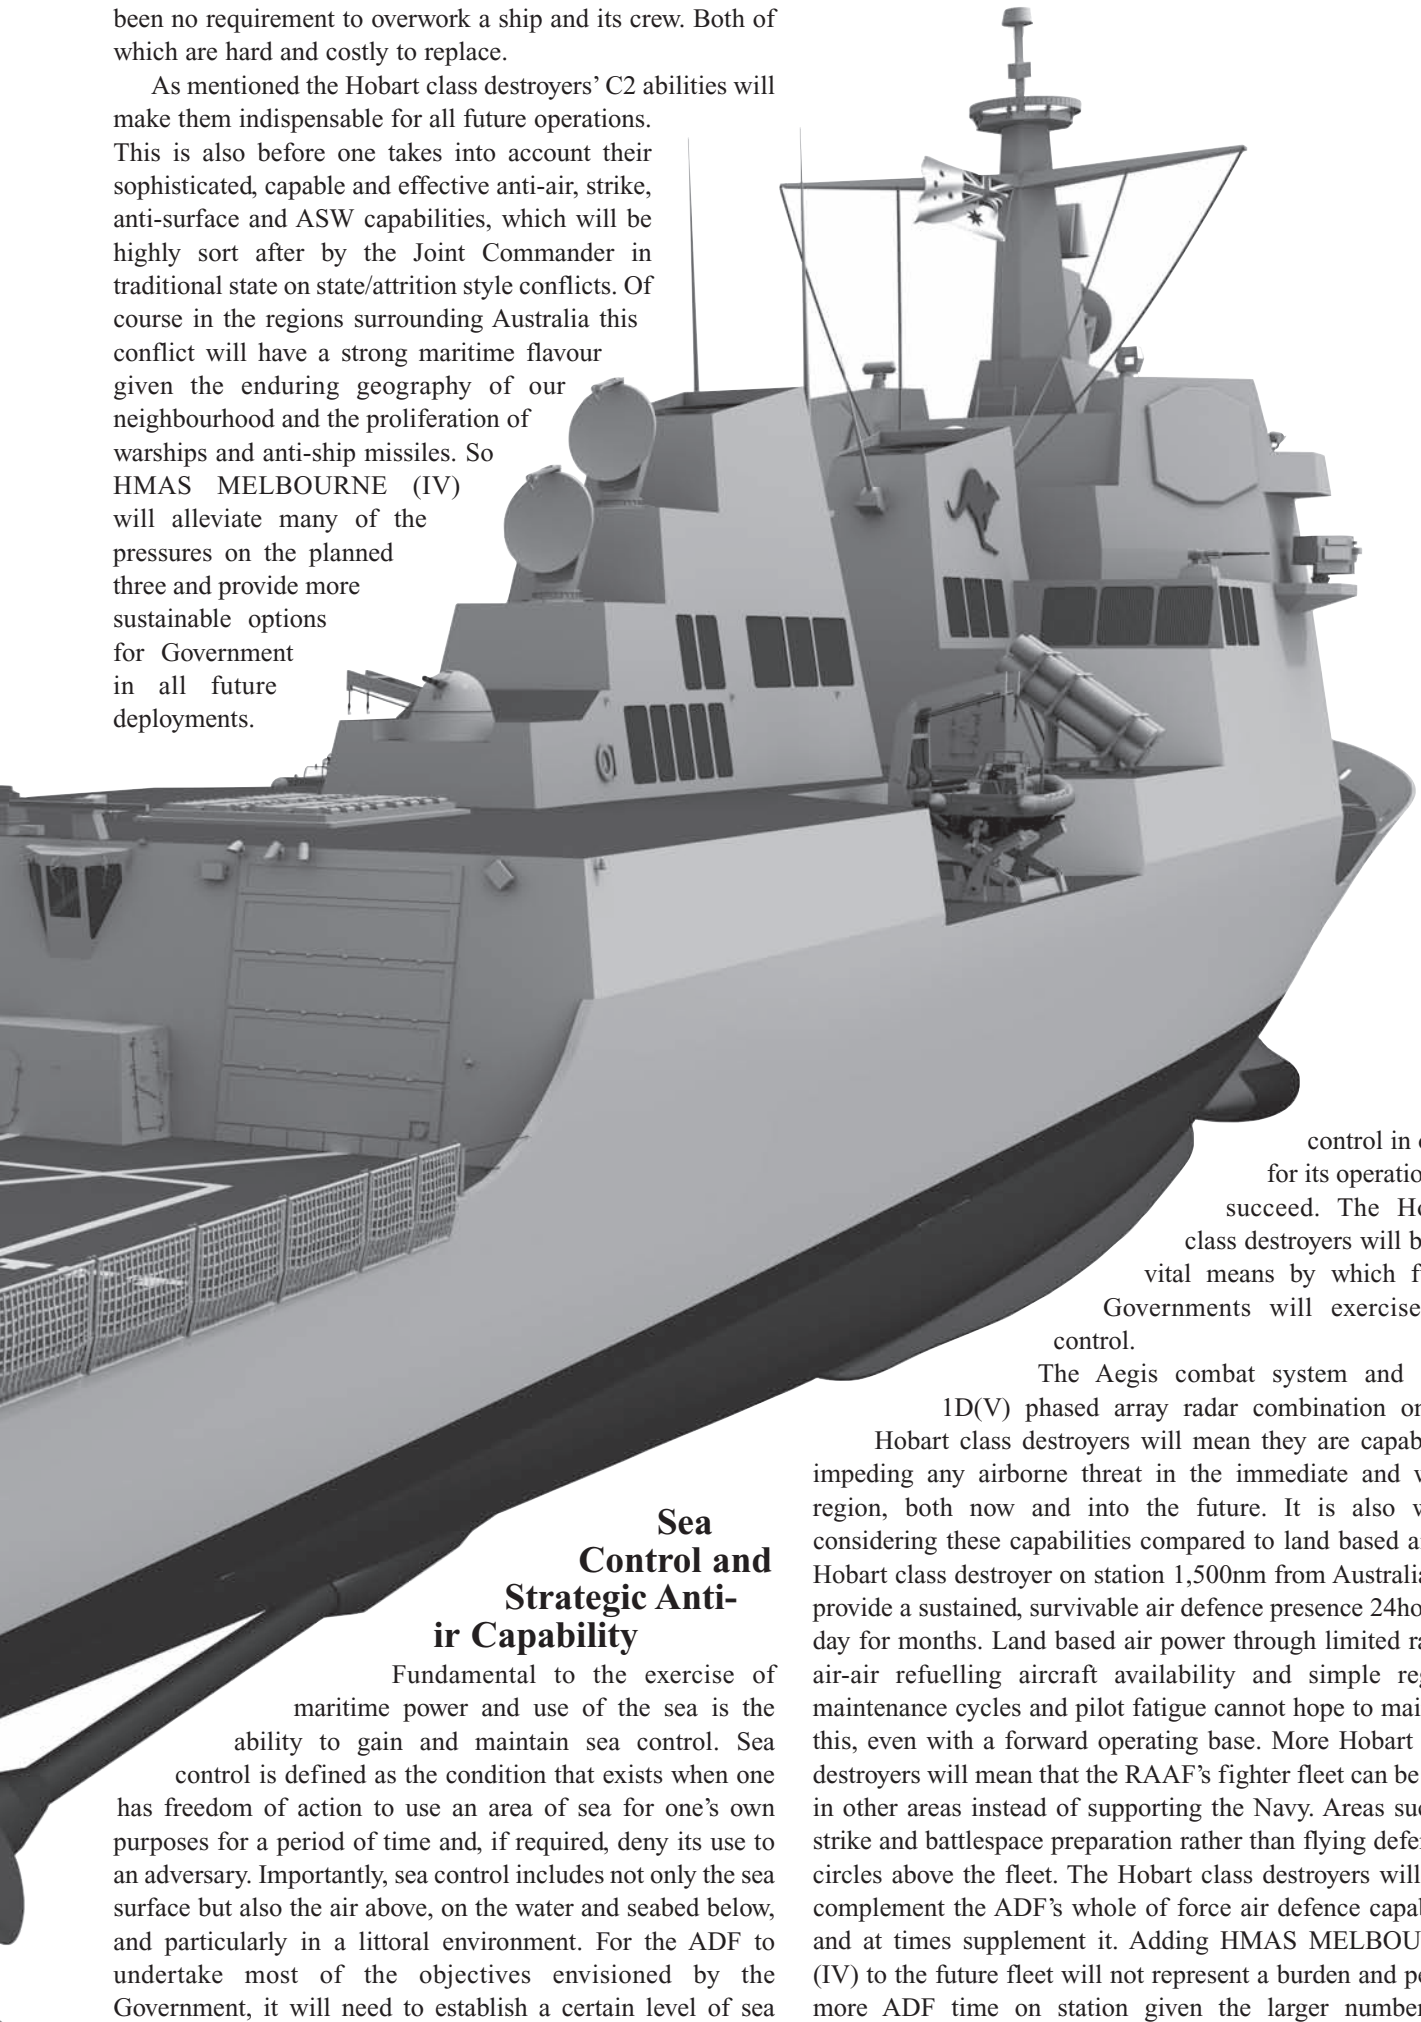 been no requirement to overwork a ship and its crew. Both of
which are hard and costly to replace.
As mentioned the Hobart class destroyers’ C2 abilities will
make them indispensable for all future operations.
This is also before one takes into account their
sophisticated, capable and effective anti-air, strike,
anti-surface and ASW capabilities, which will be
highly sort after by the Joint Commander in
traditional state on state/attrition style conflicts. Of
course in the regions surrounding Australia this
conflict will have a strong maritime flavour
given the enduring geography of our
neighbourhood and the proliferation of
warships and anti-ship missiles. So
HMAS MELBOURNE (IV)
will alleviate many of the
pressures on the planned
three and provide more
sustainable options
for Government
in all future
deployments.
Sea
Control and
Strategic Anti-
ir Capability
Fundamental to the exercise of
maritime power and use of the sea is the
ability to gain and maintain sea control. Sea
control is defined as the condition that exists when one
has freedom of action to use an area of sea for one’s own
purposes for a period of time and, if required, deny its use to
an adversary. Importantly, sea control includes not only the sea
surface but also the air above, on the water and seabed below,
and particularly in a littoral environment. For the ADF to
undertake most of the objectives envisioned by the
Government, it will need to establish a certain level of sea
control in
for its
succeed. The
class destroyers will
vital means by which
Governments will exercise
control.
The Aegis combat system and
1D(V) phased array radar combination
Hobart class destroyers will mean they are
impeding any airborne threat in the immediate and
region, both now and into the future. It is also
considering these capabilities compared to land based
Hobart class destroyer on station 1,500nm from Australia
provide a sustained, survivable air defence presence
day for months. Land based air power through limited
air-air refuelling aircraft availability and simple
maintenance cycles and pilot fatigue cannot hope to
this, even with a forward operating base. More Hobart
destroyers will mean that the RAAF’s fighter fleet can be
in other areas instead of supporting the Navy. Areas
strike and battlespace preparation rather than flying
circles above the fleet. The Hobart class destroyers will
complement the ADF’s whole of force air defence
and at times supplement it. Adding HMAS
(IV) to the future fleet will not represent a burden and
more ADF time on station given the larger number